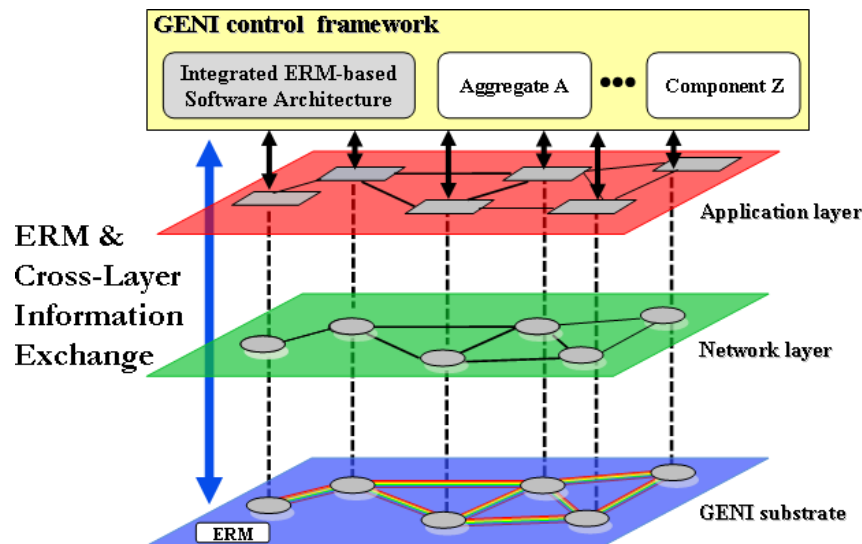 GENI control framework
Integrated ERM-based
Software Architecture
Aggregate A
Component Z
Application layer
ERM &
Cross-Layer
Information
Exchange
Network layer
GENI substrate
ERM